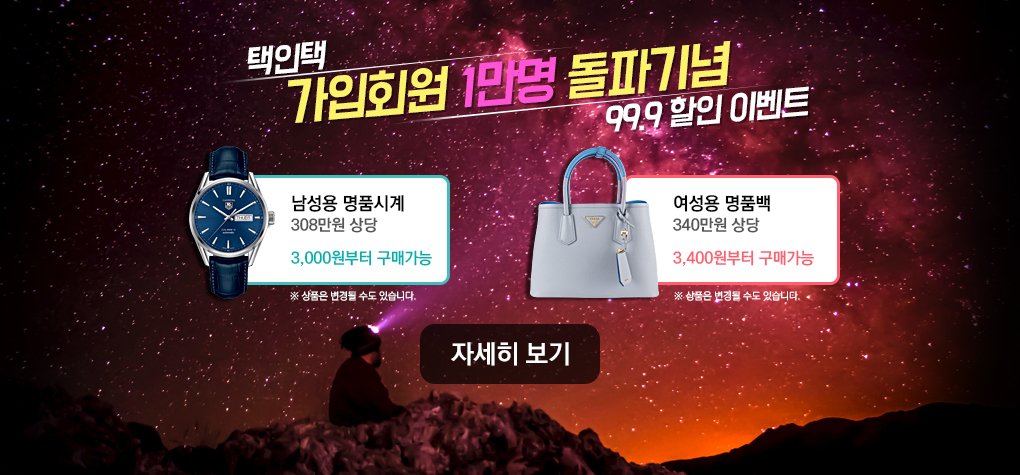 택인택
가입회원 1만명 돌파기념
99.9 할인 이벤트
남성용 명품시계
308만원 상당
3,000원부터 구매가능
※ 상품은 변경될 수도 있습니다.
여성용 명품백
340만원 상당
3,400원부터 구매가능
※ 상품은 변경될 수도 있습니다.
자세히 보기